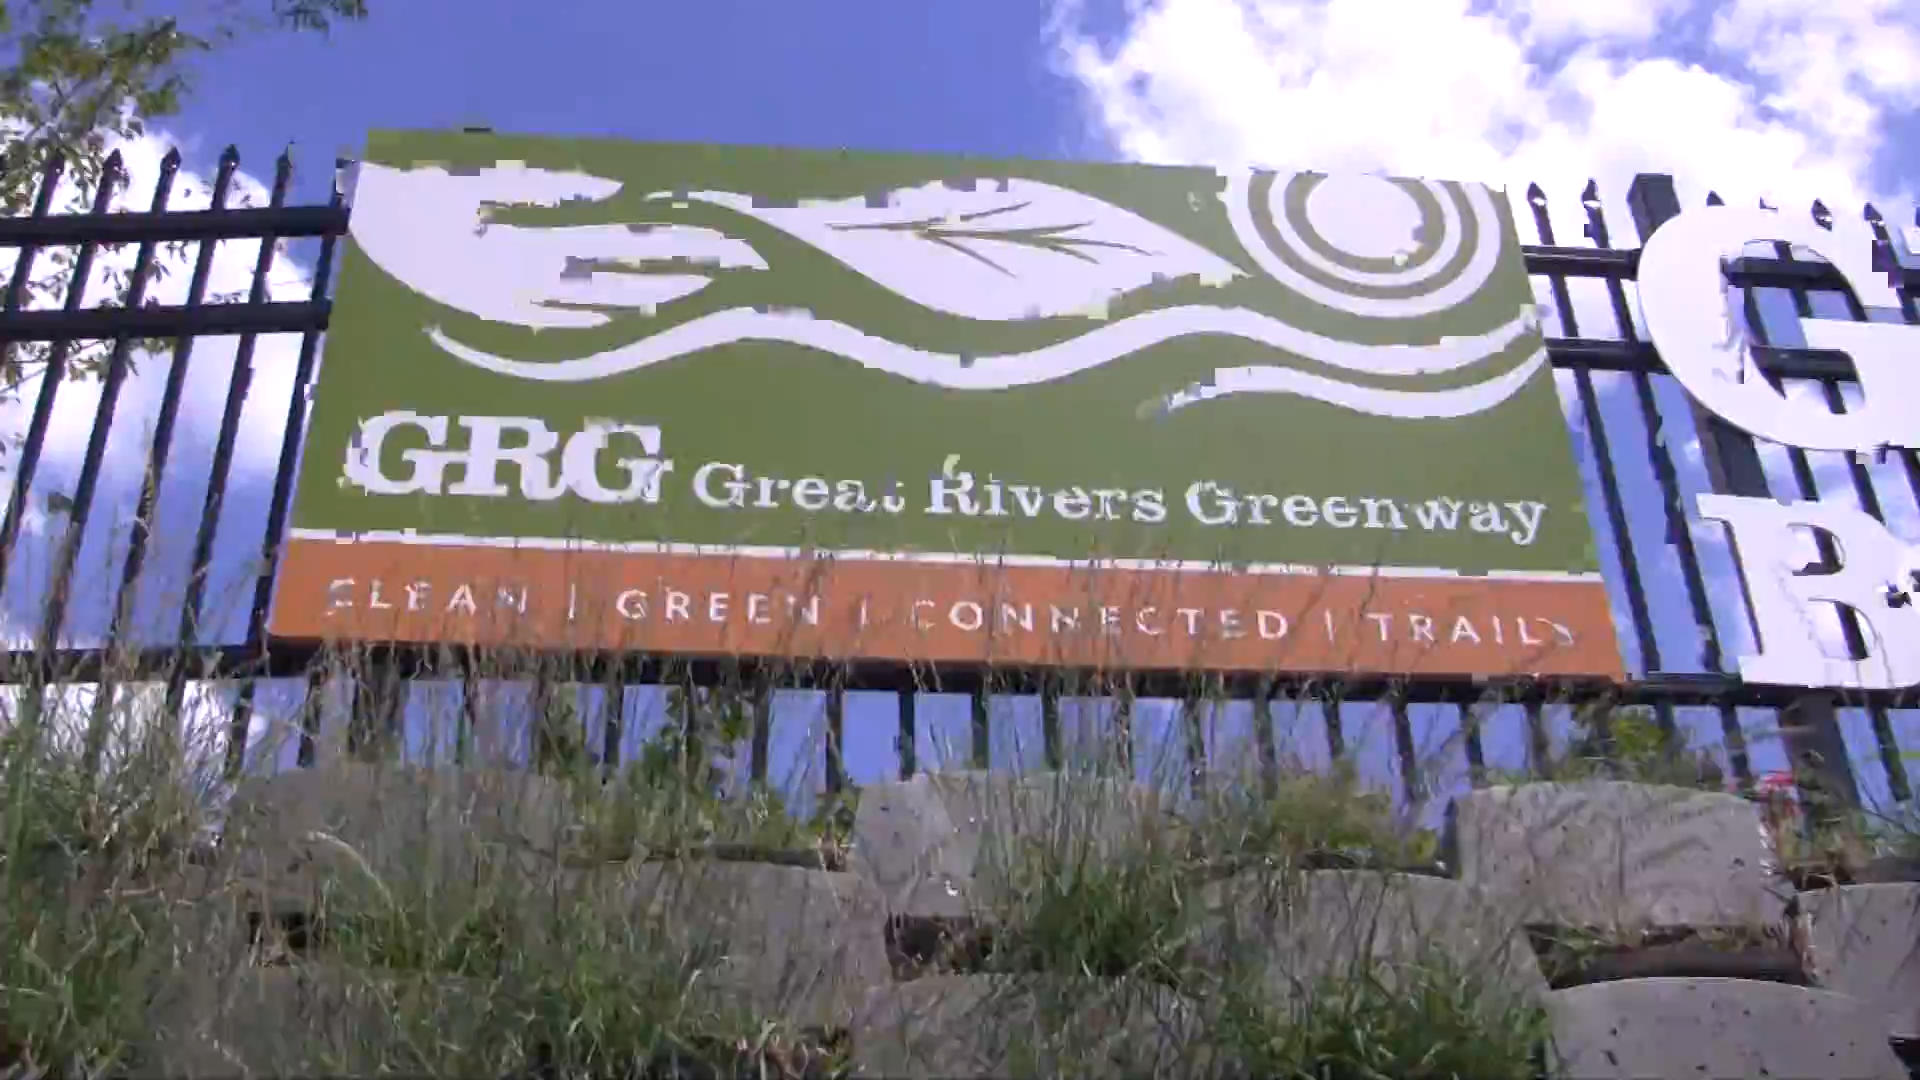 GRG Great Rivers Greenway
CLEAN | GREEN | CONNECTED | TRAILS
G
B